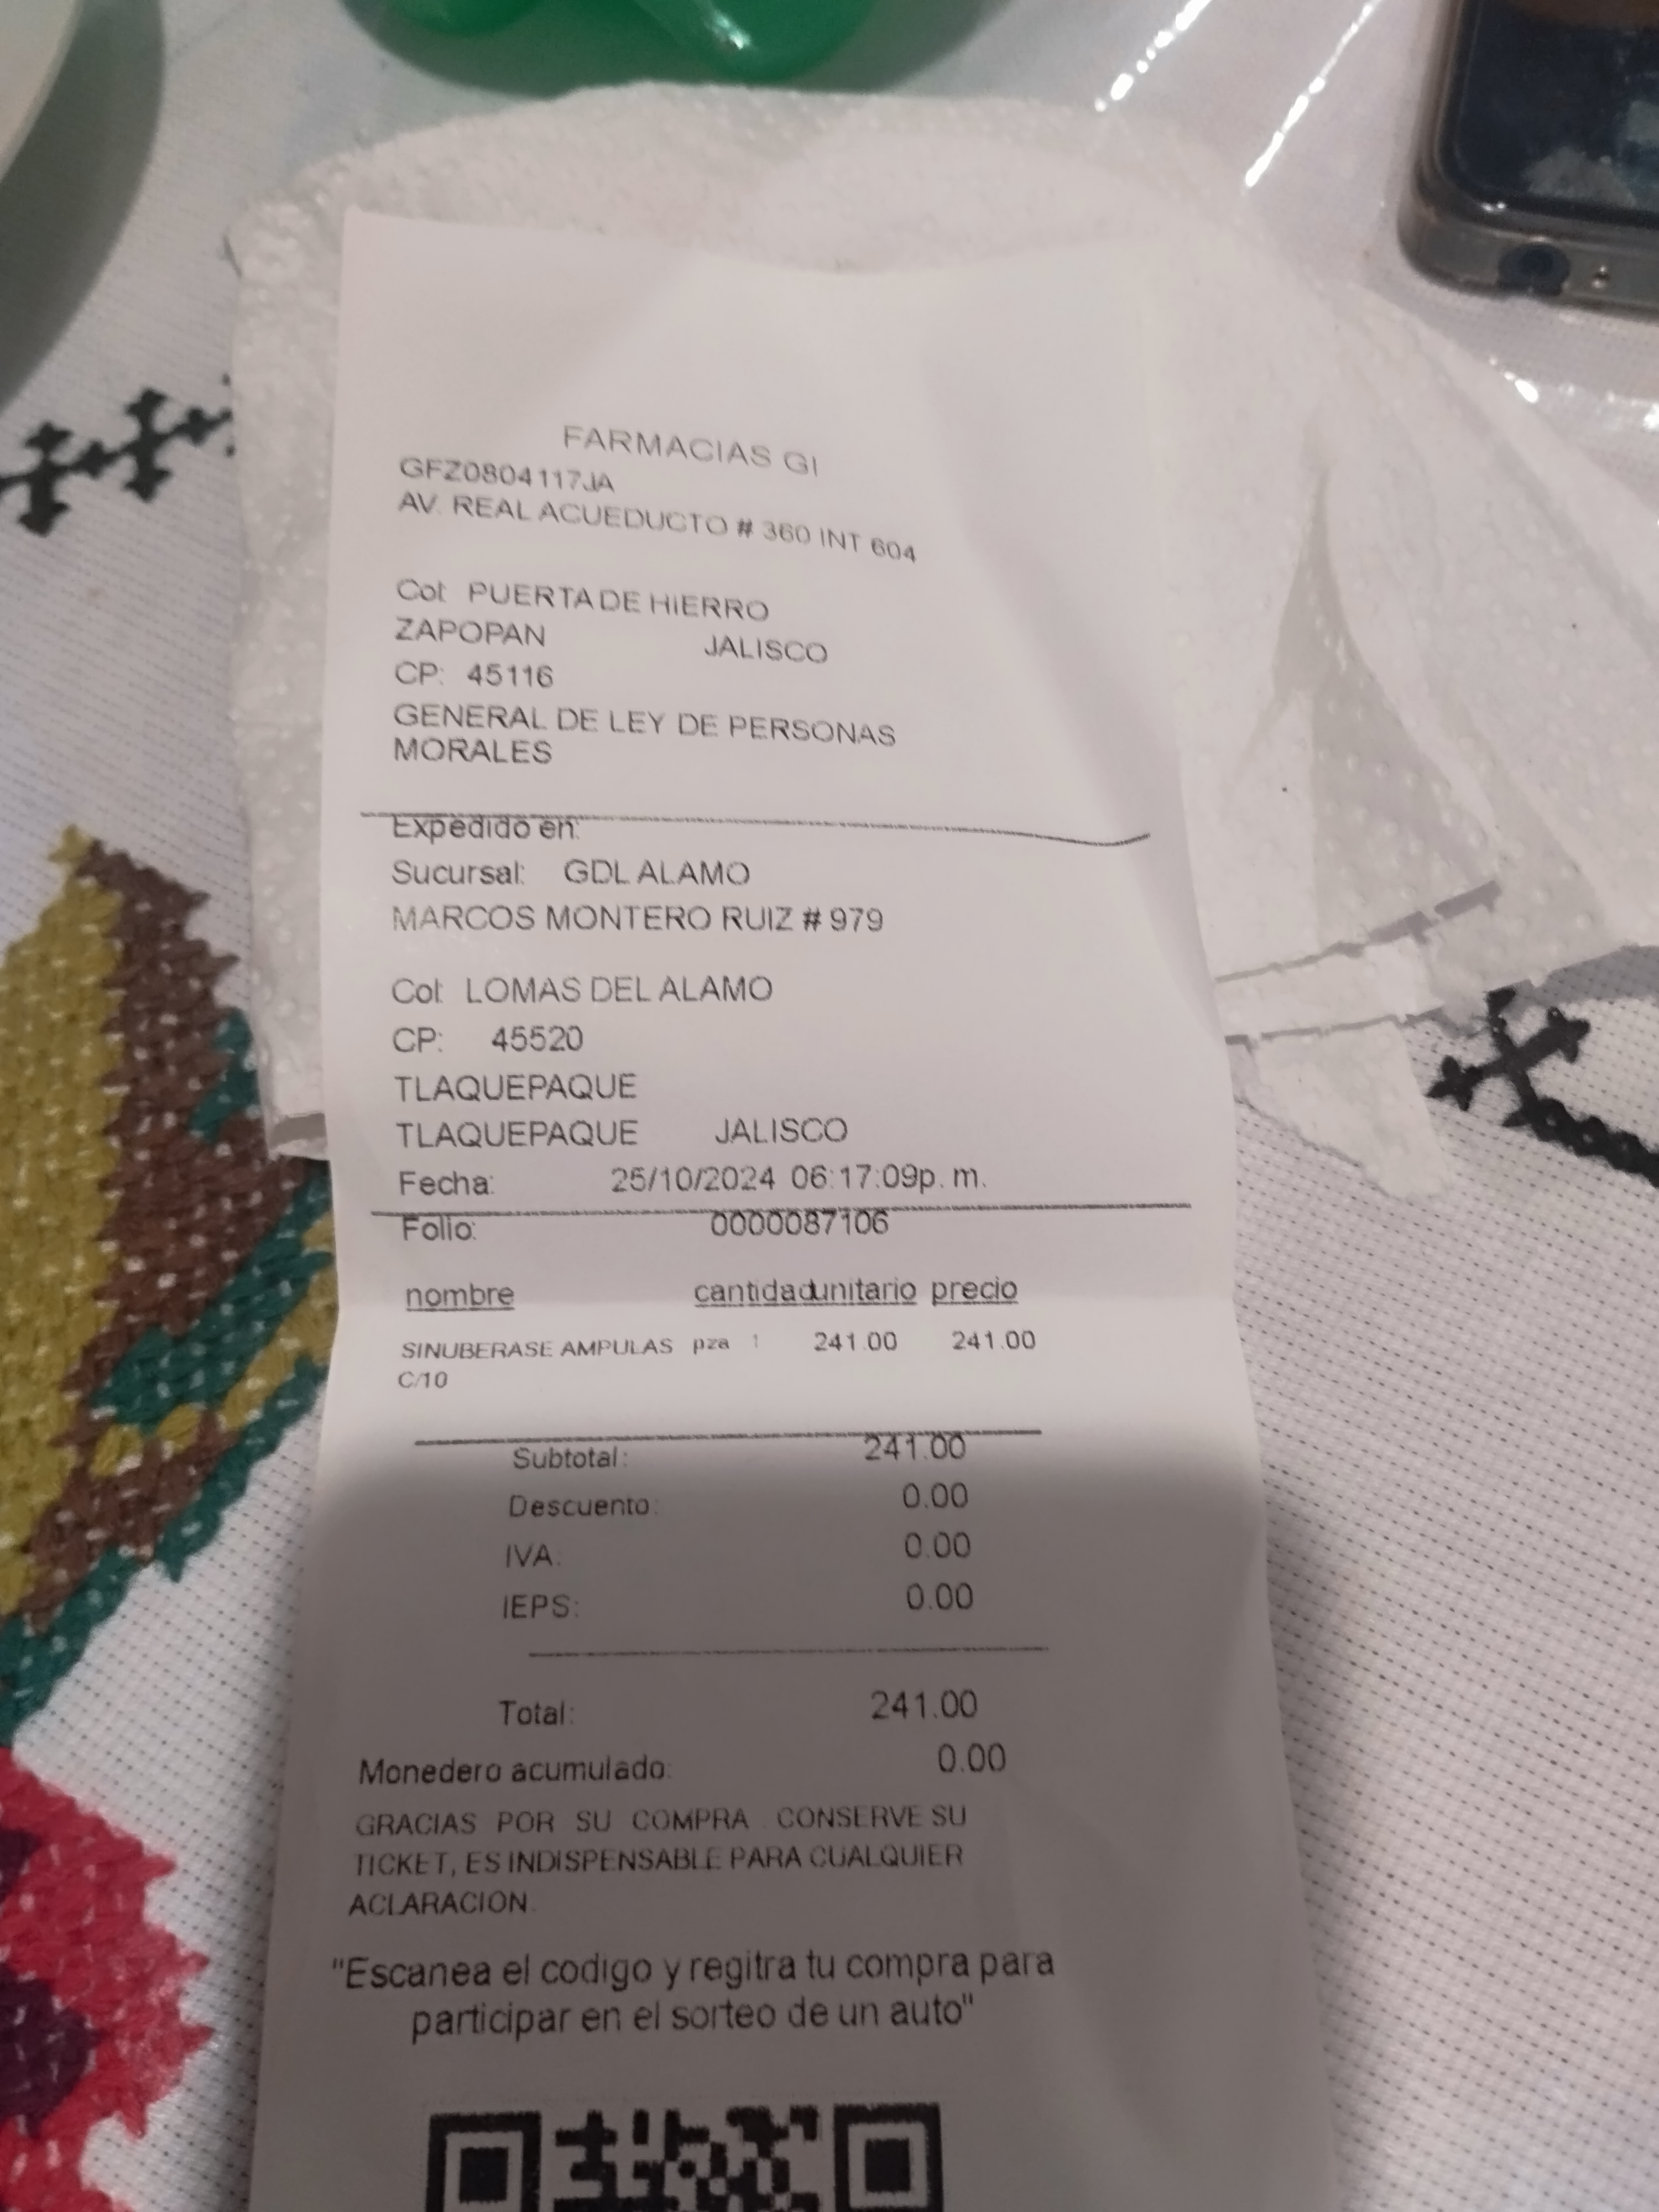 FARMACIAS GI
GFZ0804117JA
AV. REAL ACUEDUCTO # 360 INT 604
Col: PUERTA DE HIERRO
ZAPOPAN JALISCO
CP: 45116
GENERAL DE LEY DE PERSONAS
MORALES
Expedido en:
Sucursal: GDL ALAMO
MARCOS MONTERO RUIZ # 979
Col: LOMAS DEL ALAMO
CP: 45520
TLAQUEPAQUE
TLAQUEPAQUE JALISCO
Fecha: 25/10/2024 06:17:09p. m.
Folio: 0000087106
nombre cantidad unitario precio
SINUBERASE AMPULAS pza 1 241.00 241.00
C/10
Subtotal: 241.00
Descuento: 0.00
IVA: 0.00
IEPS: 0.00
Total: 241.00
Monedero acumulado: 0.00
GRACIAS POR SU COMPRA . CONSERVE SU
TICKET, ES INDISPENSABLE PARA CUALQUIER
ACLARACION.
"Escanea el codigo y regitra tu compra para
participar en el sorteo de un auto"